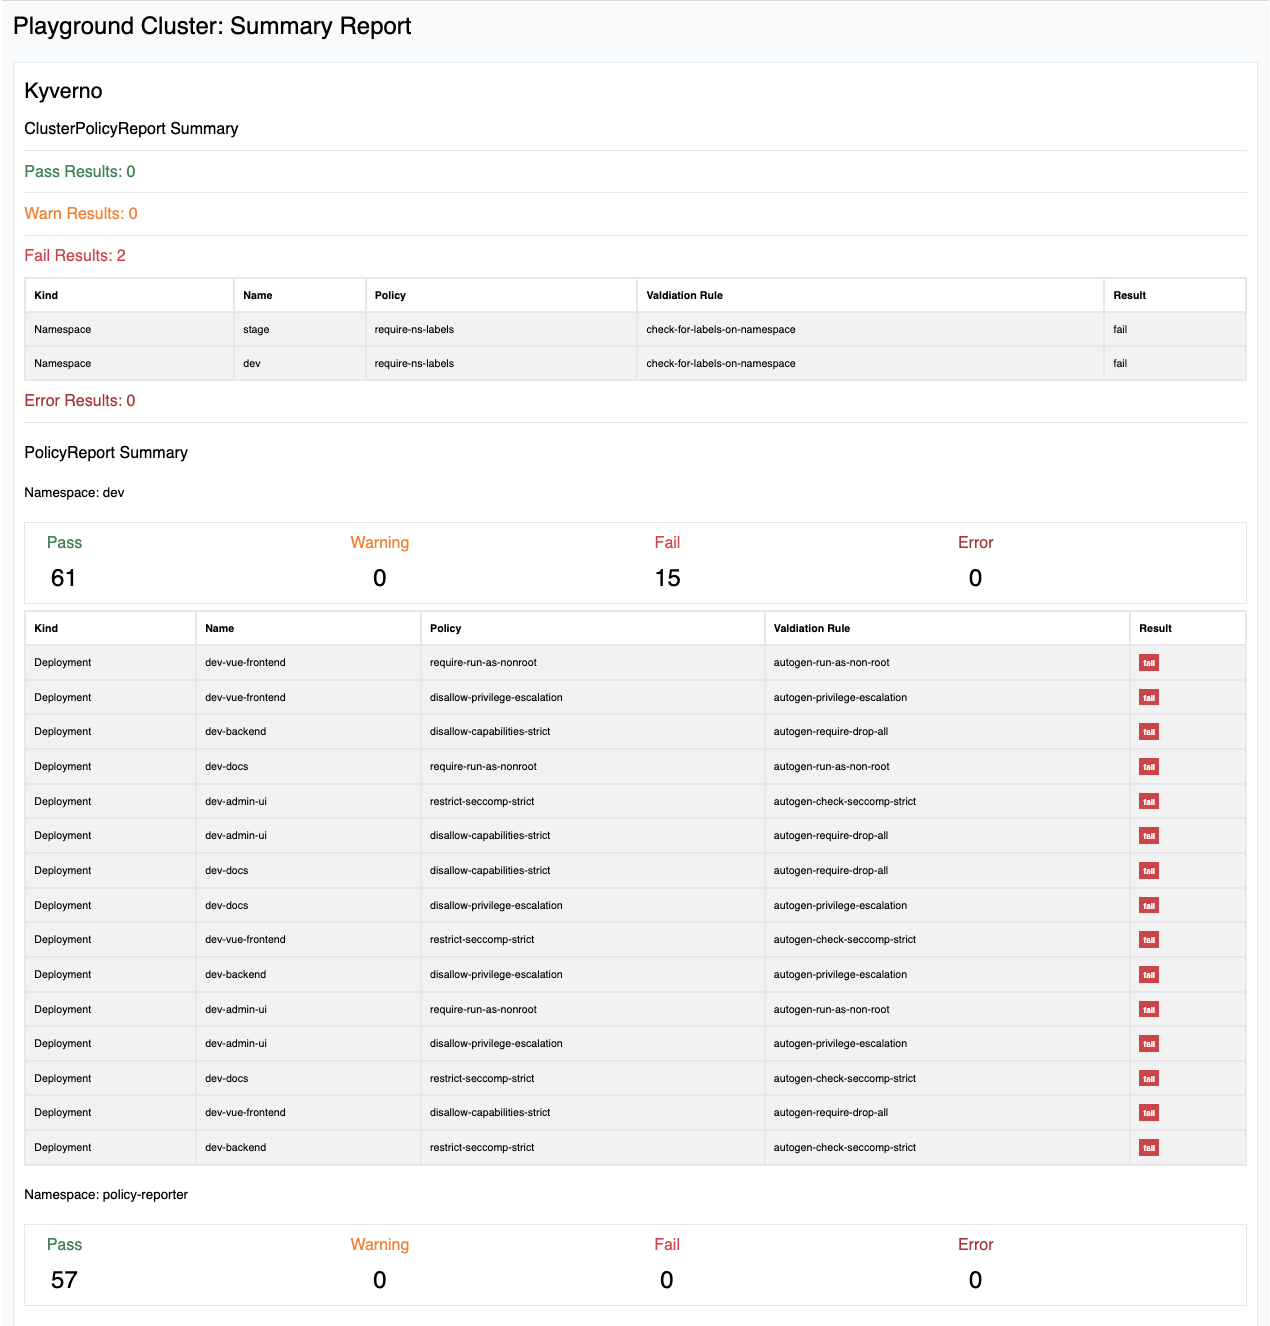 Playground Cluster: Summary Report
Kyverno
ClusterPolicyReport Summary
Pass Results: 0
Warn Results: 0
Fail Results: 2
Kind Name Policy Valdiation Rule Result
Namespace stage require-ns-labels check-for-labels-on-namespace fail
Namespace dev require-ns-labels check-for-labels-on-namespace fail
Error Results: 0
PolicyReport Summary
Namespace: dev
Pass Warning Fail Error
61 0 15 0
Kind Name Policy Valdiation Rule Result
Deployment dev-vue-frontend require-run-as-nonroot autogen-run-as-non-root fail
Deployment dev-vue-frontend disallow-privilege-escalation autogen-privilege-escalation fail
Deployment dev-backend disallow-capabilities-strict autogen-require-drop-all fail
Deployment dev-docs require-run-as-nonroot autogen-run-as-non-root fail
Deployment dev-admin-ui restrict-seccomp-strict autogen-check-seccomp-strict fail
Deployment dev-admin-ui disallow-capabilities-strict autogen-require-drop-all fail
Deployment dev-docs disallow-capabilities-strict autogen-require-drop-all fail
Deployment dev-docs disallow-privilege-escalation autogen-privilege-escalation fail
Deployment dev-vue-frontend restrict-seccomp-strict autogen-check-seccomp-strict fail
Deployment dev-backend disallow-privilege-escalation autogen-privilege-escalation fail
Deployment dev-admin-ui require-run-as-nonroot autogen-run-as-non-root fail
Deployment dev-admin-ui disallow-privilege-escalation autogen-privilege-escalation fail
Deployment dev-docs restrict-seccomp-strict autogen-check-seccomp-strict fail
Deployment dev-vue-frontend disallow-capabilities-strict autogen-require-drop-all fail
Deployment dev-backend restrict-seccomp-strict autogen-check-seccomp-strict fail
Namespace: policy-reporter
Pass Warning Fail Error
57 0 0 0